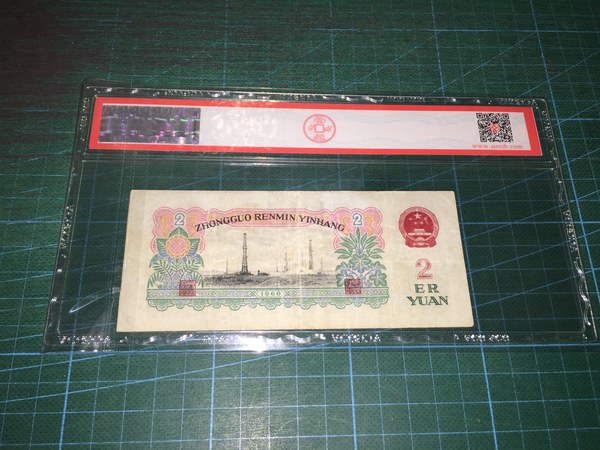 2
ZHONGGUO RENMIN YINHANG
2
1960
2
ER
YUAN